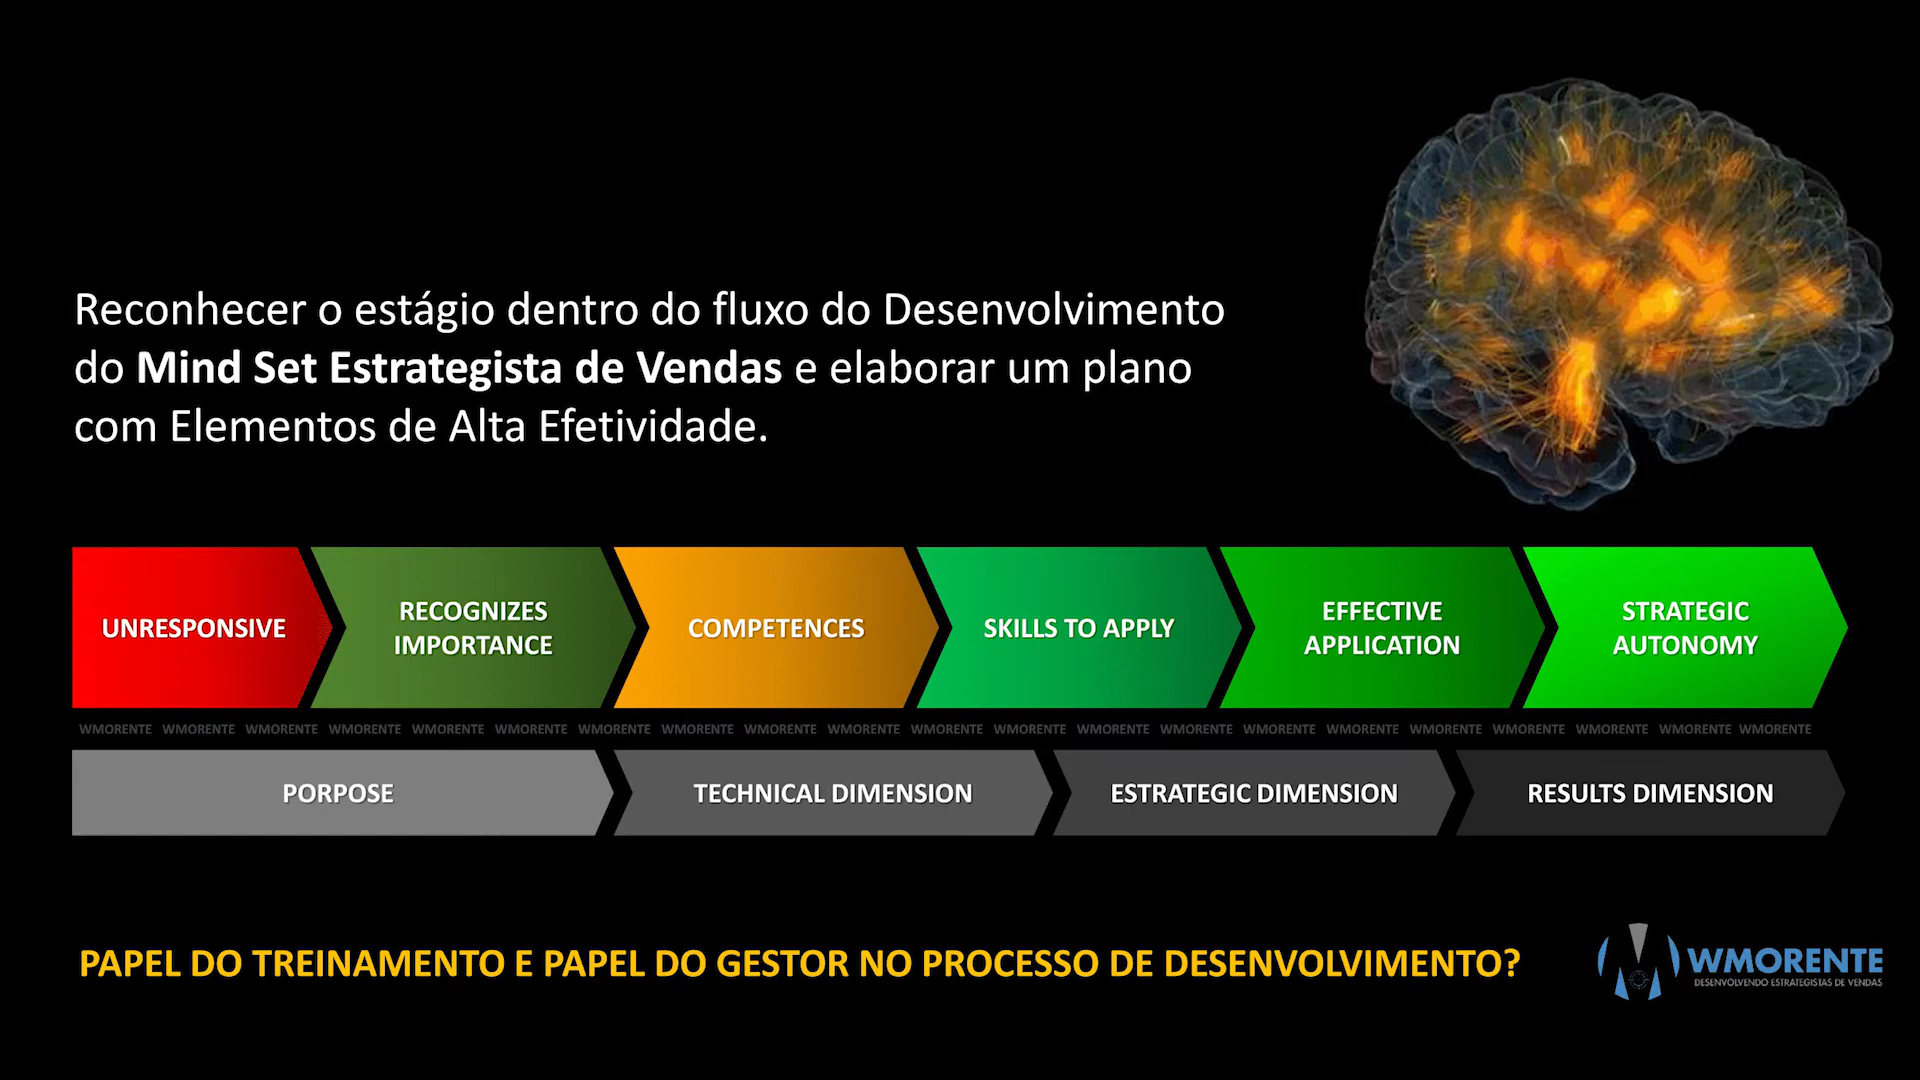 Reconhecer o estágio dentro do fluxo do Desenvolvimento
do Mind Set Estrategista de Vendas e elaborar um plano
com Elementos de Alta Efetividade.
UNRESPONSIVE
RECOGNIZES
IMPORTANCE
COMPETENCES
SKILLS TO APPLY
EFFECTIVE
APPLICATION
STRATEGIC
AUTONOMY
WMORENTE WMORENTE WMORENTE WMORENTE WMORENTE WMORENTE WMORENTE WMORENTE WMORENTE WMORENTE WMORENTE WMORENTE WMORENTE WMORENTE WMORENTE WMORENTE WMORENTE WMORENTE WMORENTE WMORENTE WMORENTE
PORPOSE
TECHNICAL DIMENSION
ESTRATEGIC DIMENSION
RESULTS DIMENSION
PAPEL DO TREINAMENTO E PAPEL DO GESTOR NO PROCESSO DE DESENVOLVIMENTO?
WMORENTE
DESENVOLVENDO ESTRATEGISTAS DE VENDAS